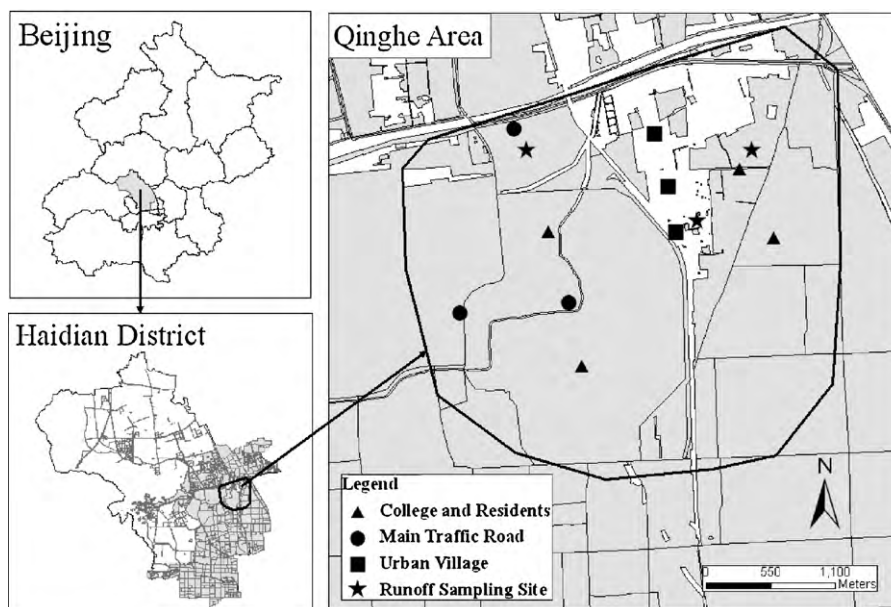 Beijing
Qinghe Area
Haidian District
Legend
College and Residents
Main Traffic Road
Urban Village
Runoff Sampling Site
N
0 550 1,100
Meters